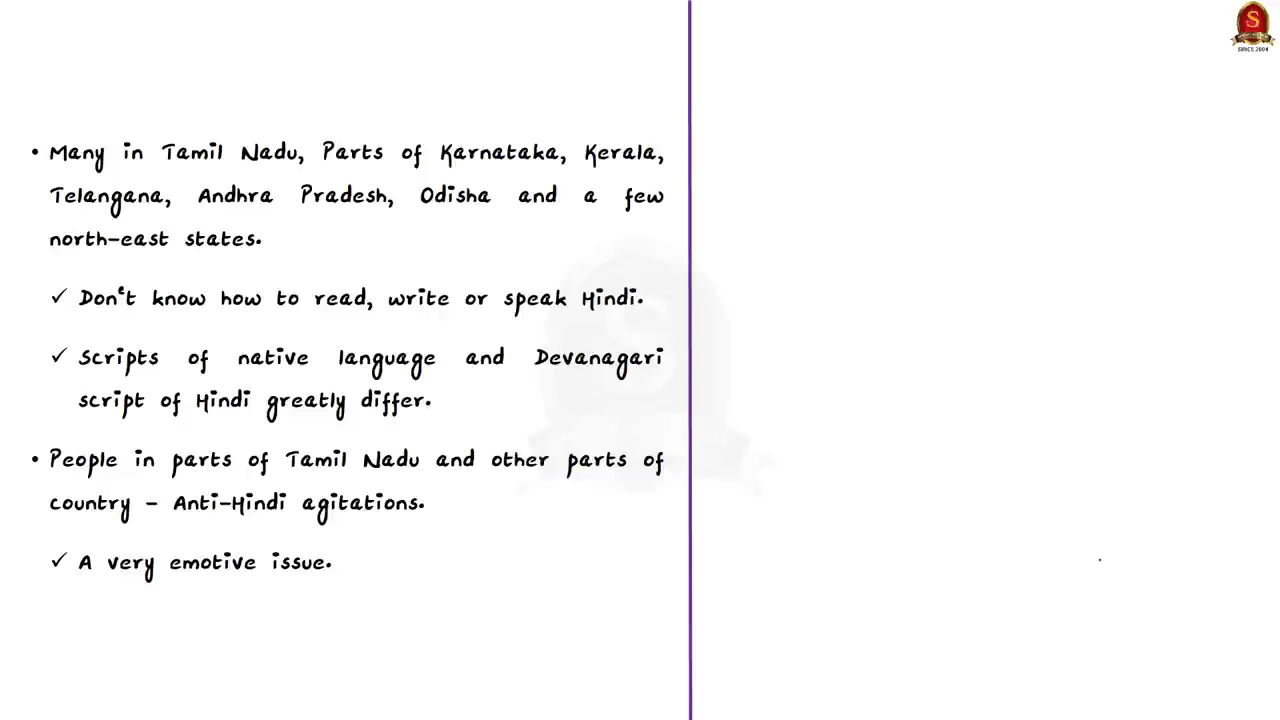 • Many in Tamil Nadu, Parts of Karnataka, Kerala,
Telangana, Andhra Pradesh, Odisha and a few
north-east states.
✓ Don't know how to read, write or speak Hindi.
✓ Scripts of native language and Devanagari
script of Hindi greatly differ.
• People in parts of Tamil Nadu and other parts of
country - Anti-Hindi agitations.
✓ A very emotive issue.
S
SINCE 2004